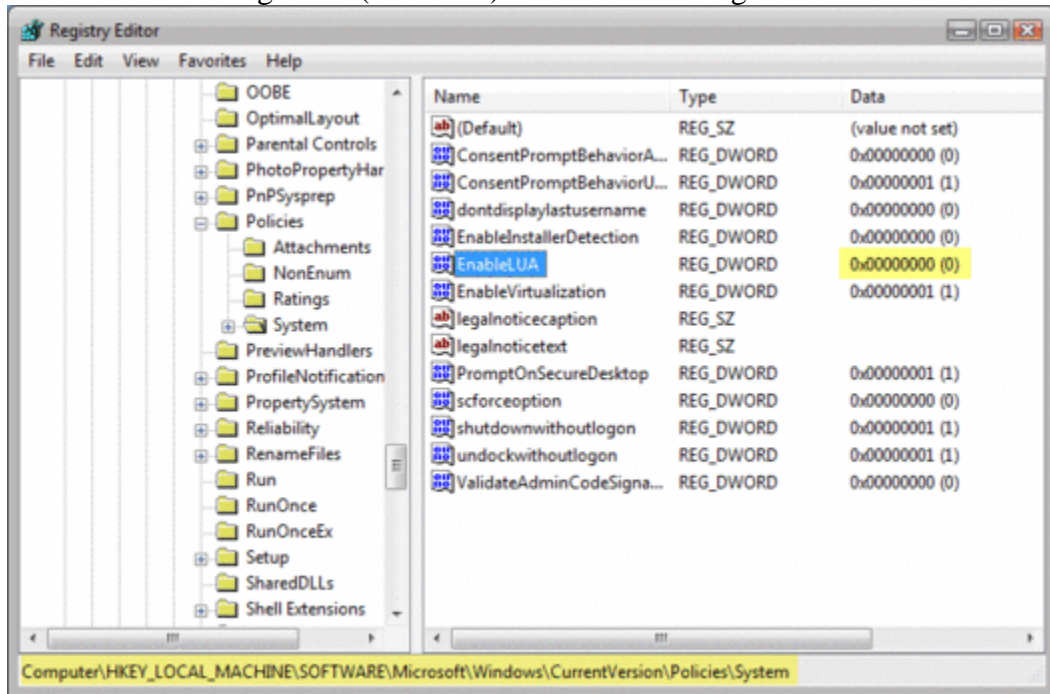 Registry Editor
File Edit View Favorites Help
OOBE
OptimalLayout
Parental Controls
PhotoPropertyHar
PnPSysprep
Policies
Attachments
NonEnum
Ratings
System
PreviewHandlers
ProfileNotification
PropertySystem
Reliability
RenameFiles
Run
RunOnce
RunOnceEx
Setup
SharedDLLs
Shell Extensions
Name Type Data
(Default) REG_SZ (value not set)
ConsentPromptBehaviorA... REG_DWORD 0x00000000 (0)
ConsentPromptBehaviorU... REG_DWORD 0x00000001 (1)
dontdisplaylastusername REG_DWORD 0x00000000 (0)
EnableInstallerDetection REG_DWORD 0x00000000 (0)
EnableLUA REG_DWORD 0x00000000 (0)
EnableVirtualization REG_DWORD 0x00000001 (1)
legalnoticecaption REG_SZ
legalnoticetext REG_SZ
PromptOnSecureDesktop REG_DWORD 0x00000001 (1)
scforceoption REG_DWORD 0x00000000 (0)
shutdownwithoutlogon REG_DWORD 0x00000001 (1)
undockwithoutlogon REG_DWORD 0x00000001 (1)
ValidateAdminCodeSigna... REG_DWORD 0x00000000 (0)
Computer\HKEY_LOCAL_MACHINE\SOFTWARE\Microsoft\Windows\CurrentVersion\Policies\System